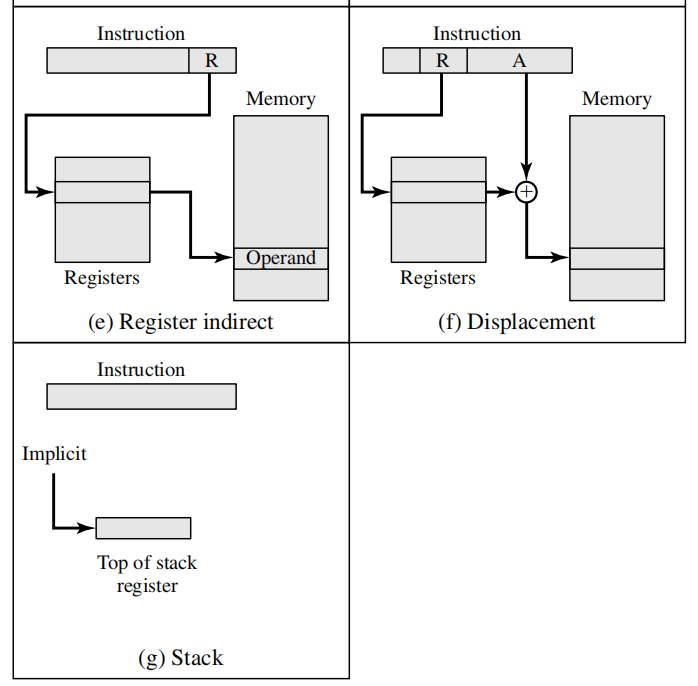 Instruction
R
Memory
Operand
Registers
(e) Register indirect
Instruction
R A
Memory
+
Registers
(f) Displacement
Instruction
Implicit
Top of stack
register
(g) Stack